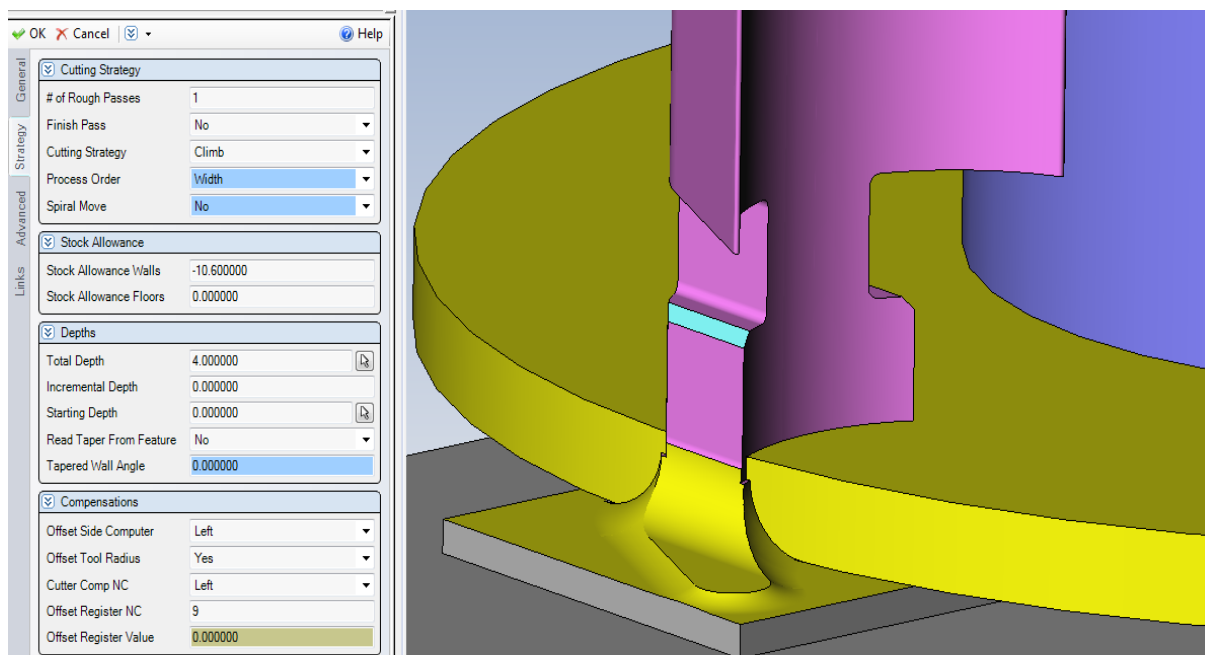 OK Cancel Help
General
Strategy
Advanced
Links
Cutting Strategy
# of Rough Passes 1
Finish Pass No
Cutting Strategy Climb
Process Order Width
Spiral Move No
Stock Allowance
Stock Allowance Walls -10.600000
Stock Allowance Floors 0.000000
Depths
Total Depth 4.000000
Incremental Depth 0.000000
Starting Depth 0.000000
Read Taper From Feature No
Tapered Wall Angle 0.000000
Compensations
Offset Side Computer Left
Offset Tool Radius Yes
Cutter Comp NC Left
Offset Register NC 9
Offset Register Value 0.000000